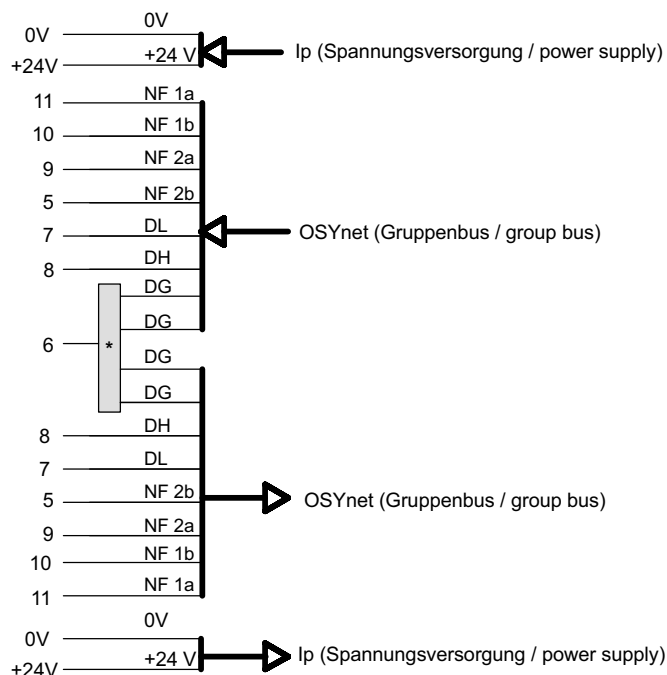 0V 0V
+24V +24 V Ip (Spannungsversorgung / power supply)
11 NF 1a
10 NF 1b
9 NF 2a
5 NF 2b
7 DL OSYnet (Gruppenbus / group bus)
8 DH
DG
DG
6 *
DG
DG
8 DH
7 DL
5 NF 2b OSYnet (Gruppenbus / group bus)
9 NF 2a
10 NF 1b
11 NF 1a
0V 0V
+24V +24 V Ip (Spannungsversorgung / power supply)